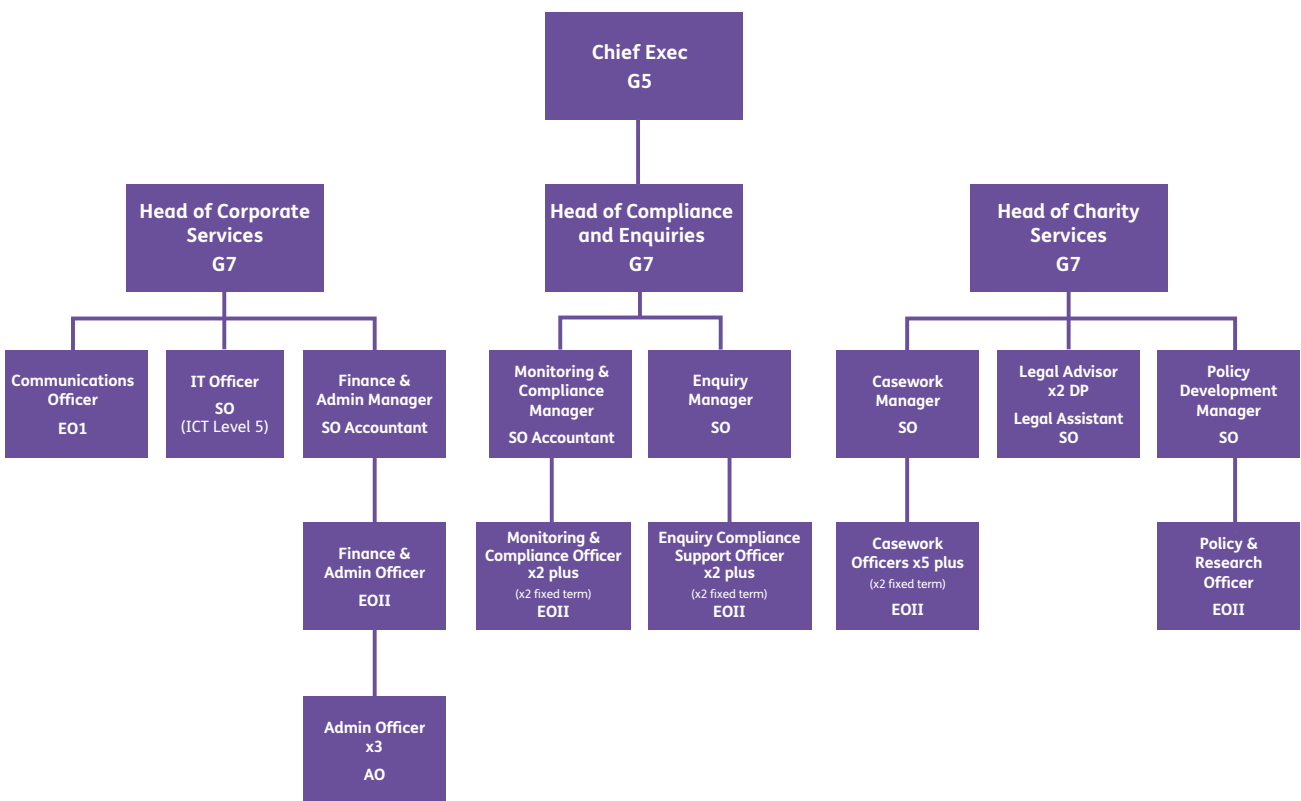 Chief Exec
G5
Head of Corporate
Services
G7
Head of Compliance
and Enquiries
G7
Head of Charity
Services
G7
Communications
Officer
EO1
IT Officer
SO
(ICT Level 5)
Finance &
Admin Manager
SO Accountant
Monitoring &
Compliance
Manager
SO Accountant
Enquiry
Manager
SO
Casework
Manager
SO
Legal Advisor
x2 DP
Legal Assistant
SO
Policy
Development
Manager
SO
Finance &
Admin Officer
EOII
Monitoring &
Compliance Officer
x2 plus
(x2 fixed term)
EOII
Enquiry Compliance
Support Officer
x2 plus
(x2 fixed term)
EOII
Casework
Officers x5 plus
(x2 fixed term)
EOII
Policy &
Research
Officer
EOII
Admin Officer
x3
AO